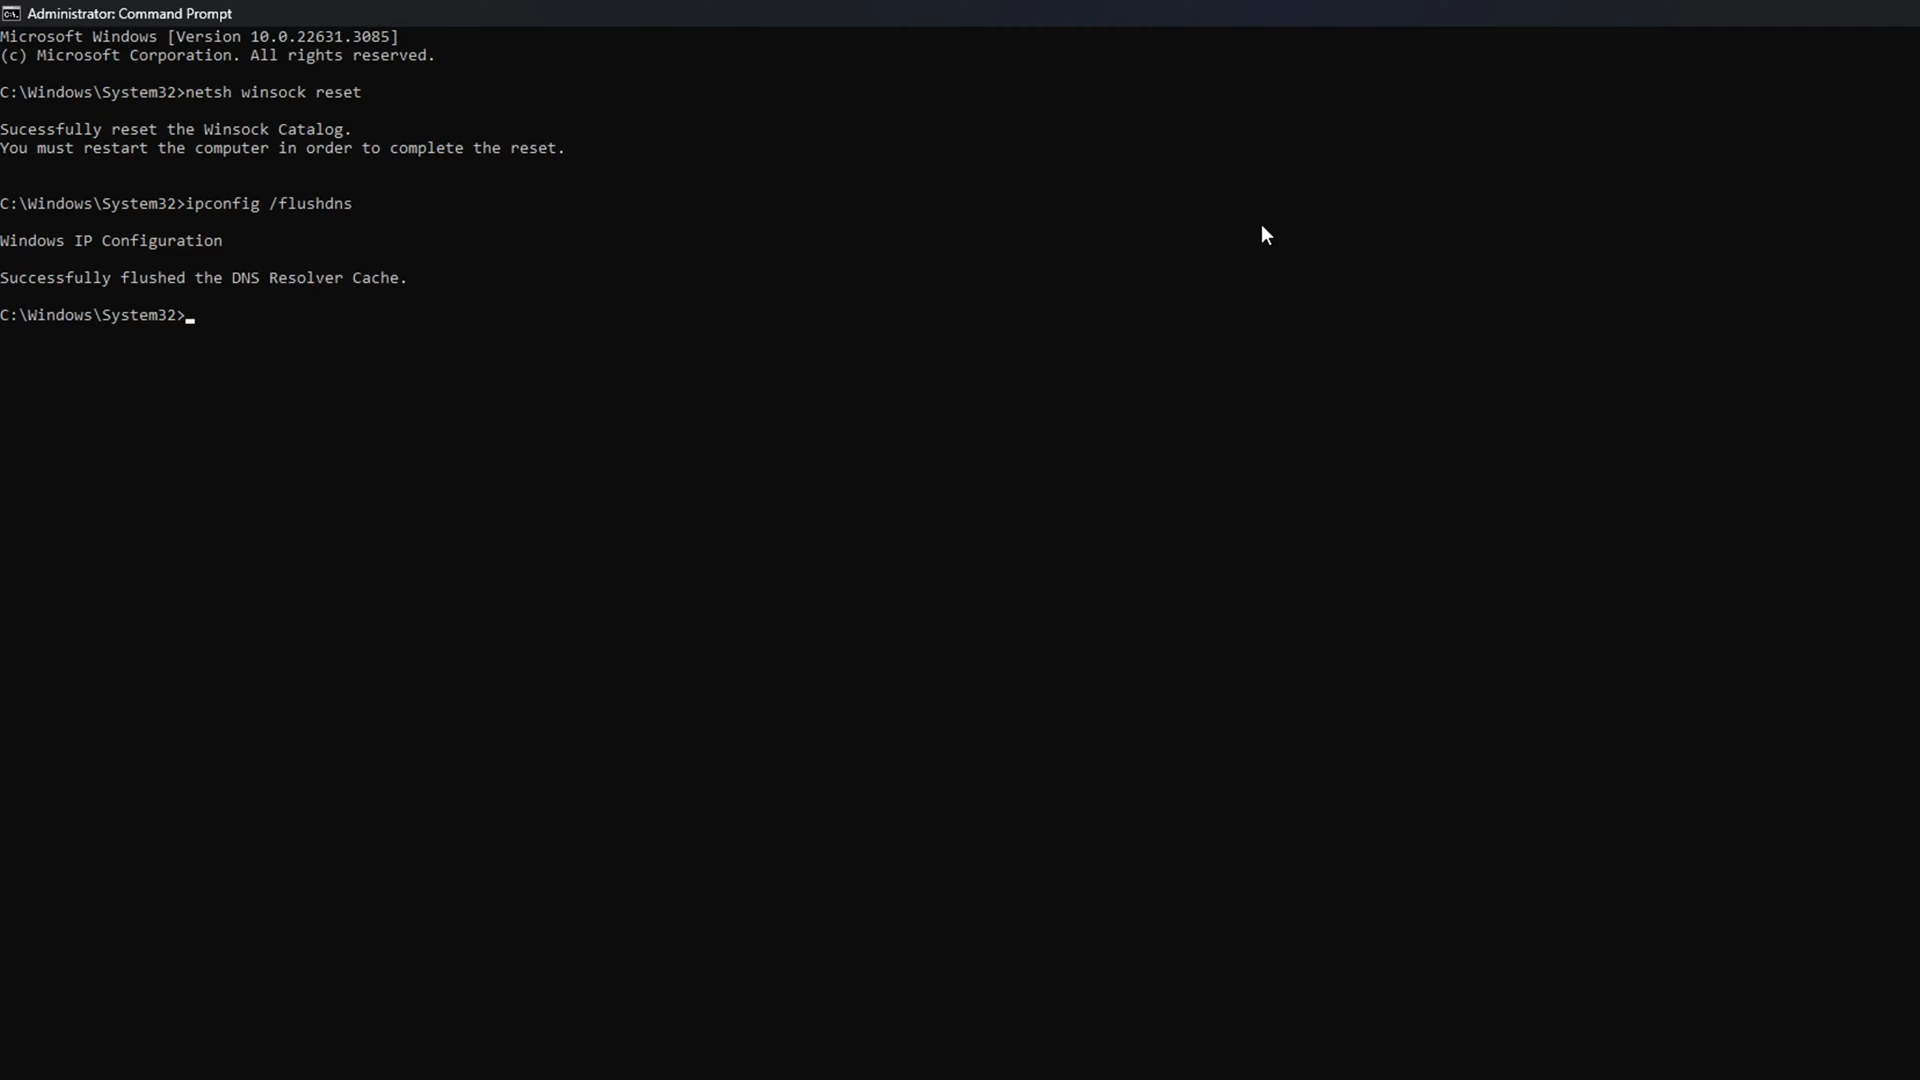 Administrator: Command Prompt
Microsoft Windows [Version 10.0.22631.3085]
(c) Microsoft Corporation. All rights reserved.
C:\Windows\System32>netsh winsock reset
Sucessfully reset the Winsock Catalog.
You must restart the computer in order to complete the reset.
C:\Windows\System32>ipconfig /flushdns
Windows IP Configuration
Successfully flushed the DNS Resolver Cache.
C:\Windows\System32>